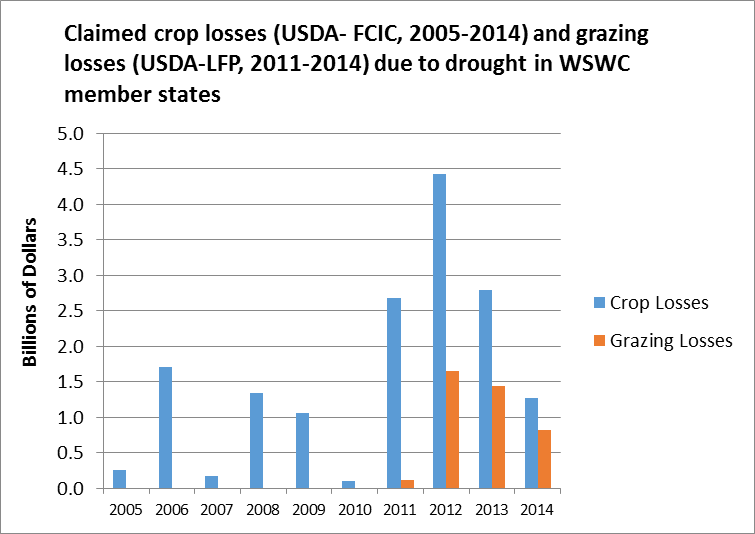 Claimed crop losses (USDA- FCIC, 2005-2014) and grazing
losses (USDA-LFP, 2011-2014) due to drought in WSWC
member states
5.0
4.5
4.0
3.5
3.0
2.5
2.0
1.5
1.0
0.5
0.0
Billions of Dollars
2005 2006 2007 2008 2009 2010 2011 2012 2013 2014
Crop Losses
Grazing Losses